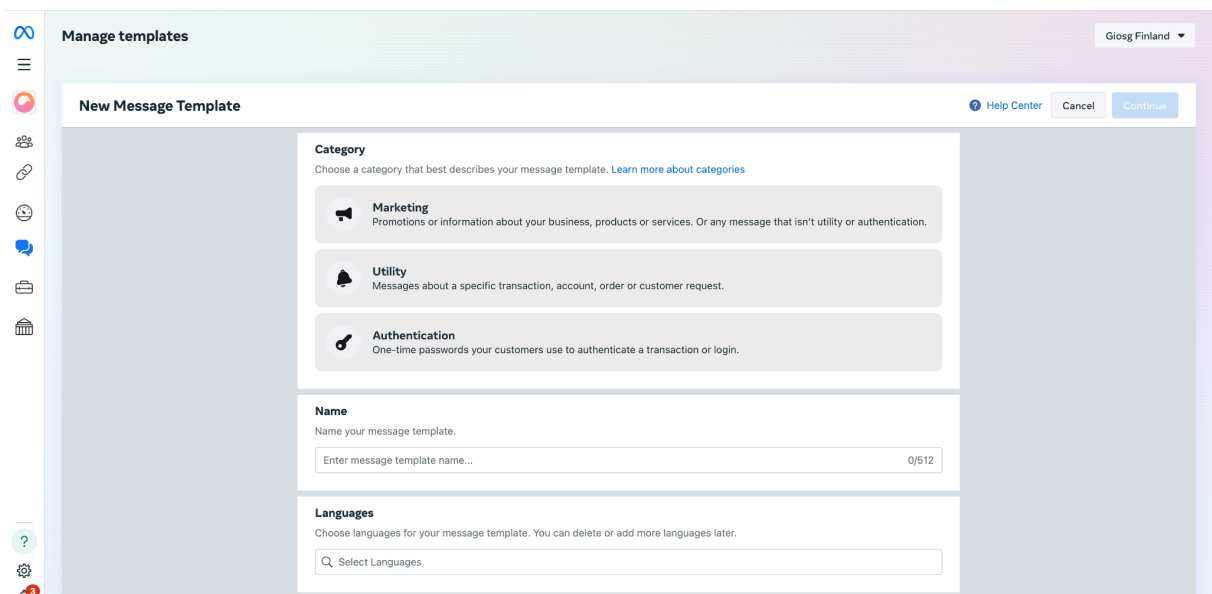 Manage templates
Giosg Finland
New Message Template
? Help Center
Cancel
Continue
Category
Choose a category that best describes your message template. Learn more about categories
Marketing
Promotions or information about your business, products or services. Or any message that isn't utility or authentication.
Utility
Messages about a specific transaction, account, order or customer request.
Authentication
One-time passwords your customers use to authenticate a transaction or login.
Name
Name your message template.
Enter message template name... 0/512
Languages
Choose languages for your message template. You can delete or add more languages later.
Select Languages
?
3